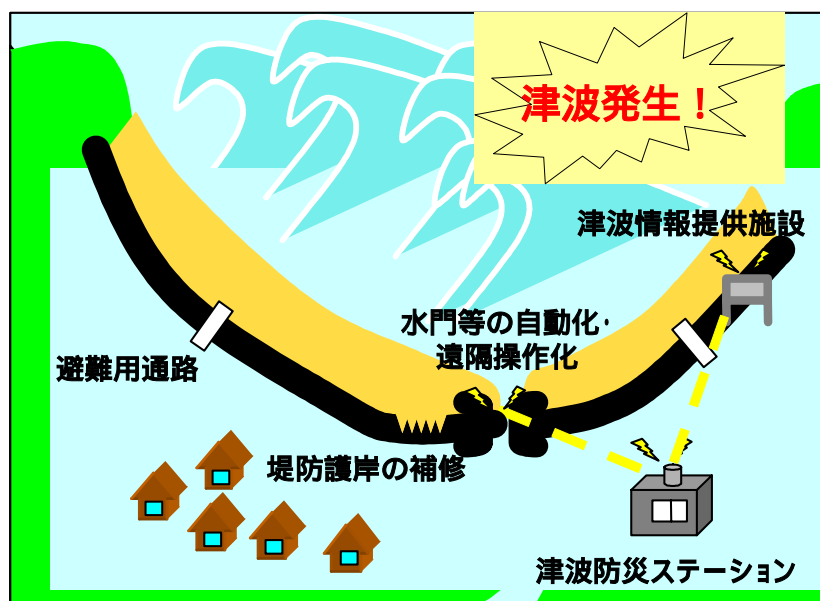 津波発生！
津波情報提供施設
水門等の自動化・
遠隔操作化
避難用通路
堤防護岸の補修
津波防災ステーション